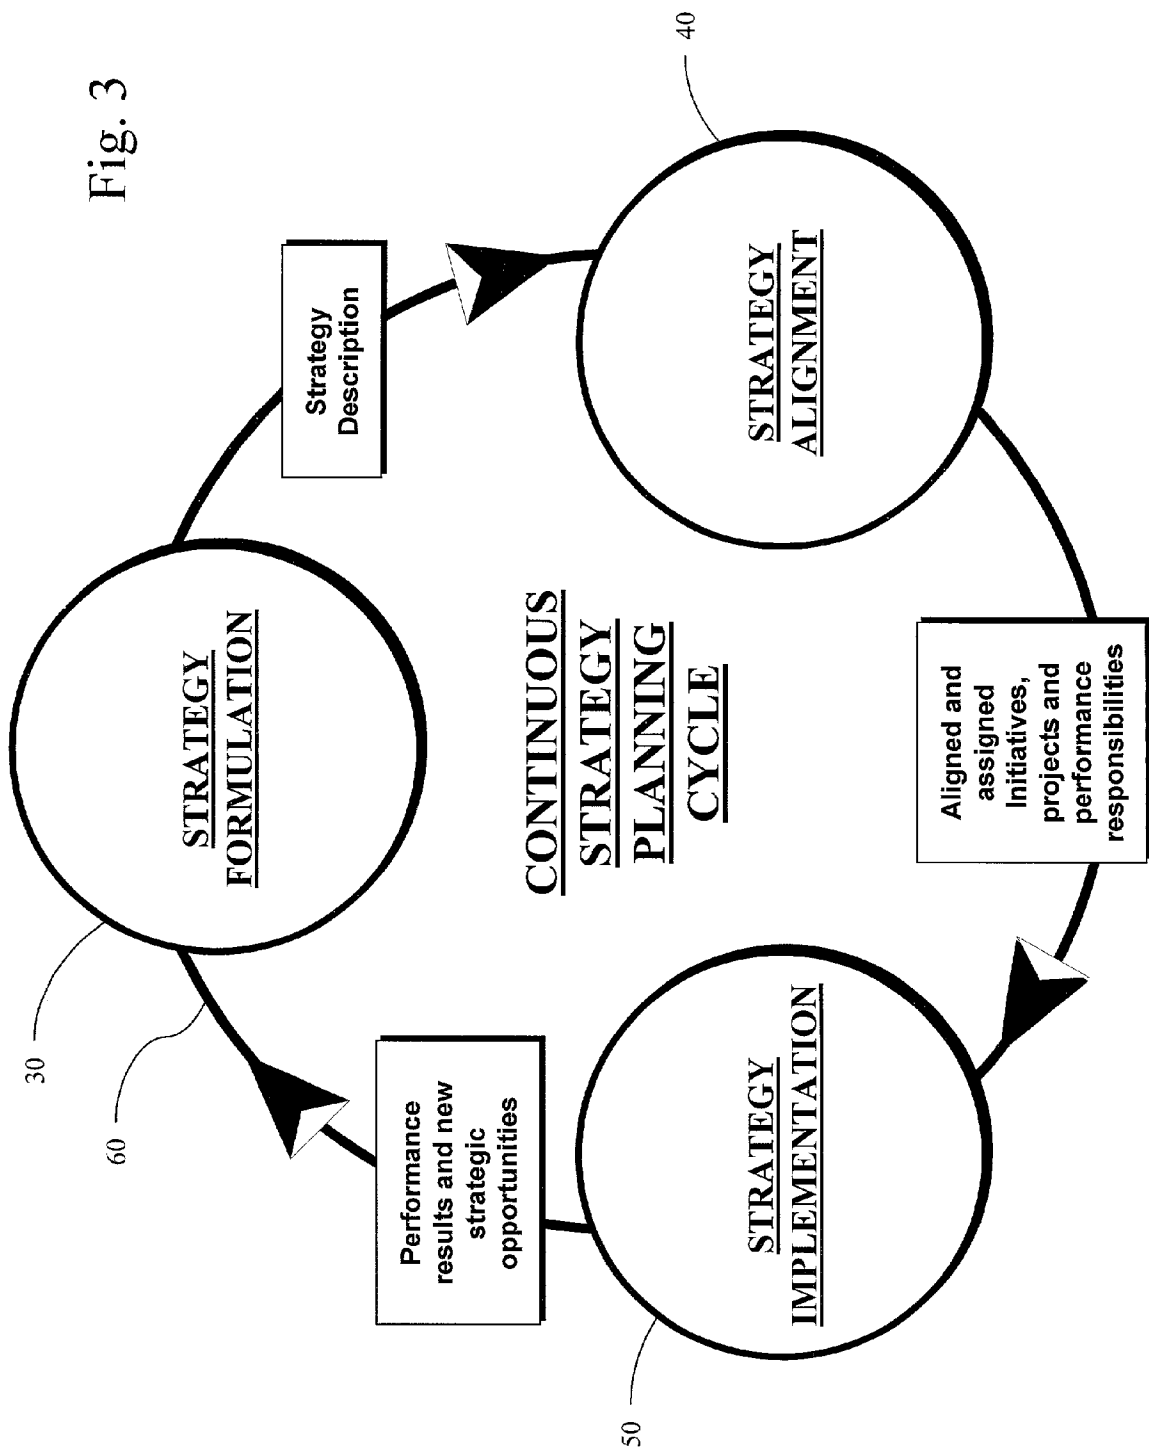 Fig. 3
30
STRATEGY
FORMULATION
60
Strategy
Description
40
Performance
results and new
strategic
opportunities
CONTINUOUS
STRATEGY
PLANNING
CYCLE
50
STRATEGY
IMPLEMENTATION
STRATEGY
ALIGNMENT
Aligned and
assigned
Initiatives,
projects and
performance
responsibilities